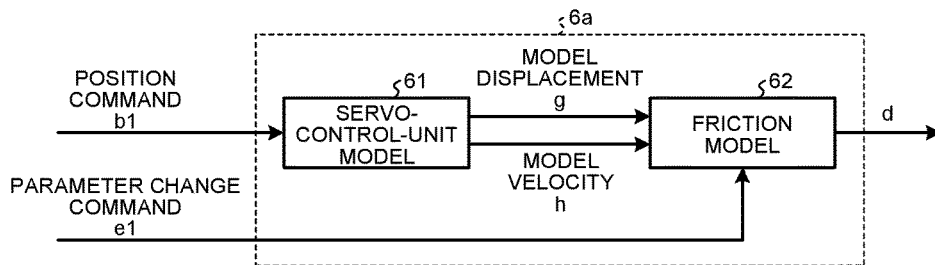 6a
POSITION
COMMAND
b1
61
SERVO-
CONTROL-UNIT
MODEL
MODEL
DISPLACEMENT
g
MODEL
VELOCITY
h
62
FRICTION
MODEL
d
PARAMETER CHANGE
COMMAND
e1